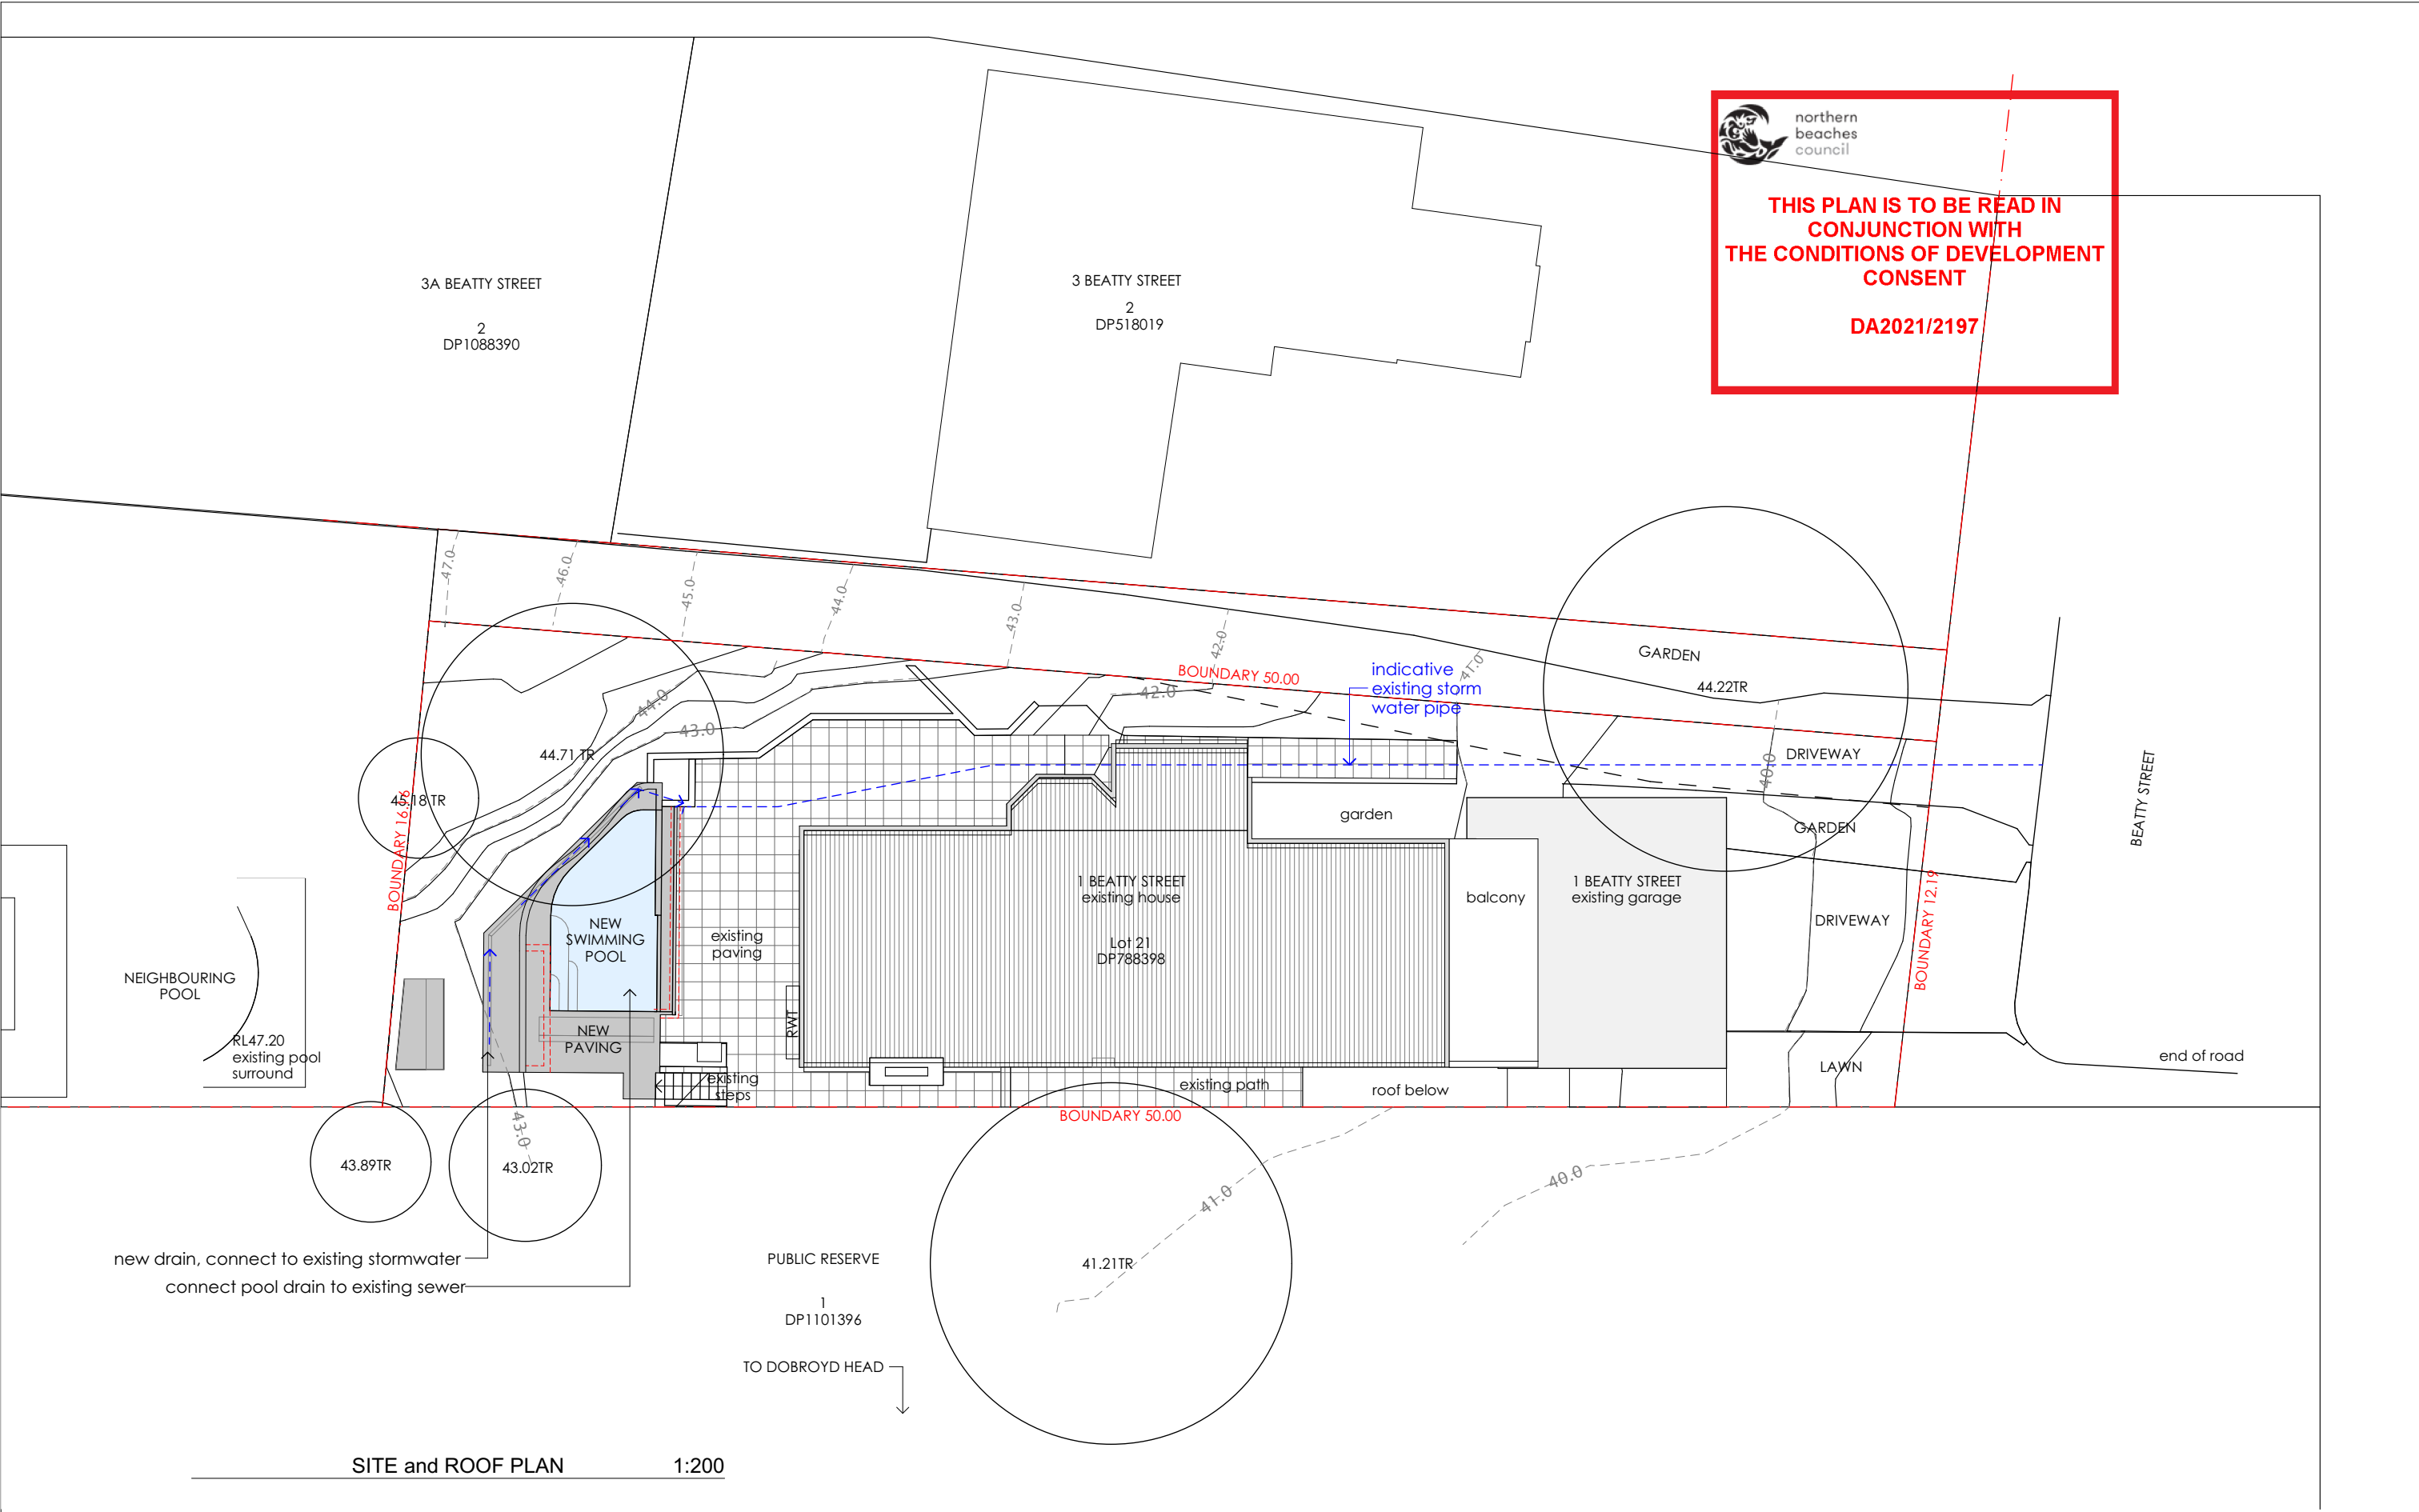 northern
beaches
council
THIS PLAN IS TO BE READ IN
CONJUNCTION WITH
THE CONDITIONS OF DEVELOPMENT
CONSENT
DA2021/2197
3A BEATTY STREET
2
DP1088390
3 BEATTY STREET
2
DP518019
47.0
46.0
45.0
44.0
43.0
42.0
41.0
BOUNDARY 50.00
indicative
existing storm
water pipe
GARDEN
44.22TR
44.0
43.0
42.0
44.71 TR
DRIVEWAY
40.0
BEATTY STREET
BOUNDARY 16.96
garden
GARDEN
1 BEATTY STREET
existing house
Lot 21
DP788398
balcony
1 BEATTY STREET
existing garage
DRIVEWAY
BOUNDARY 12.19
NEW
SWIMMING
POOL
existing
paving
NEIGHBOURING
POOL
RL47.20
existing pool
surround
NEW
PAVING
RWT
existing
steps
existing path
roof below
LAWN
end of road
BOUNDARY 50.00
43.0
43.89TR
43.02TR
41.0
40.0
new drain, connect to existing stormwater
connect pool drain to existing sewer
PUBLIC RESERVE
1
DP1101396
41.21TR
TO DOBROYD HEAD
SITE and ROOF PLAN 1:200